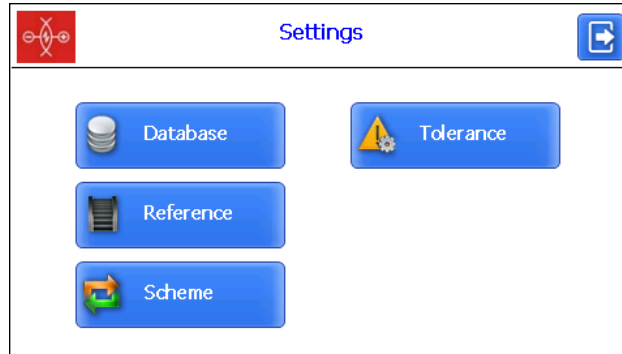 Settings
Database
Tolerance
Reference
Scheme